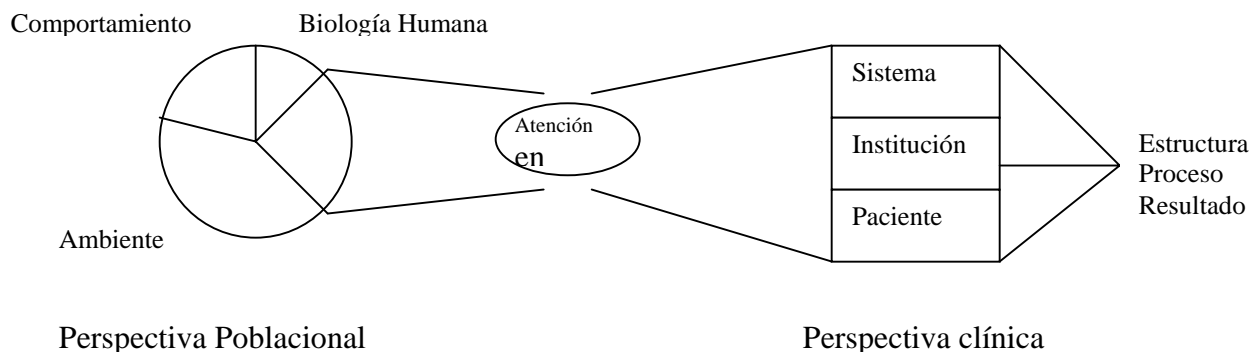 Comportamiento
Biología Humana
Ambiente
Atención
en
Sistema
Institución
Paciente
Estructura
Proceso
Resultado
Perspectiva Poblacional
Perspectiva clínica